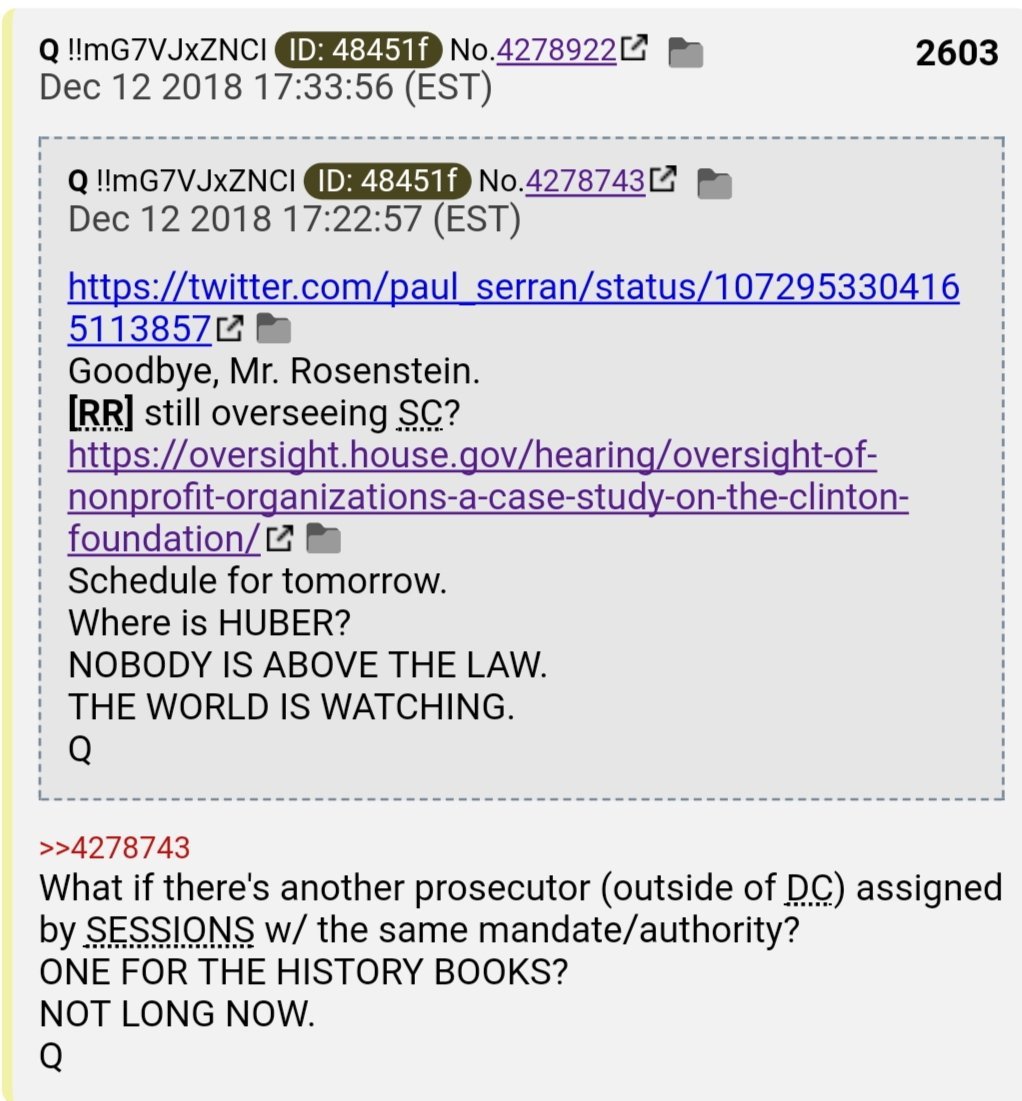 Q !!mG7VJxZNCI ID: 48451f No.4278922 2603
Dec 12 2018 17:33:56 (EST)
Q !!mG7VJxZNCI ID: 48451f No.4278743
Dec 12 2018 17:22:57 (EST)
https://twitter.com/paul_serran/status/107295330416
5113857
Goodbye, Mr. Rosenstein.
[RR] still overseeing SC?
https://oversight.house.gov/hearing/oversight-of-
nonprofit-organizations-a-case-study-on-the-clinton-
foundation/
Schedule for tomorrow.
Where is HUBER?
NOBODY IS ABOVE THE LAW.
THE WORLD IS WATCHING.
Q
>>4278743
What if there's another prosecutor (outside of DC) assigned
by SESSIONS w/ the same mandate/authority?
ONE FOR THE HISTORY BOOKS?
NOT LONG NOW.
Q